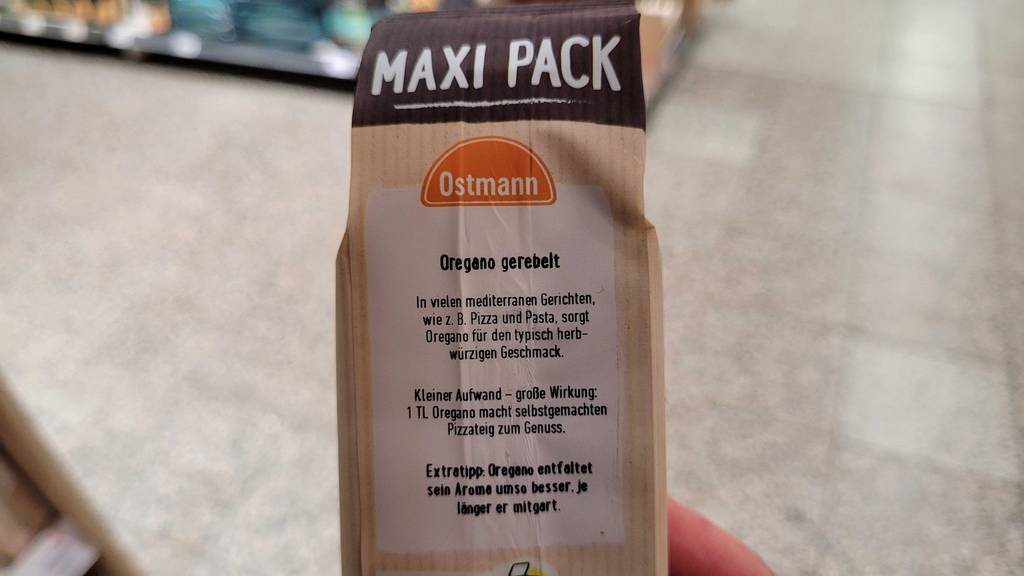 MAXI PACK
Ostmann
Oregano gerebelt
In vielen mediterranen Gerichten,
wie z. B. Pizza und Pasta, sorgt
Oregano für den typisch herb-
würzigen Geschmack.
Kleiner Aufwand – große Wirkung:
1 TL Oregano macht selbstgemachten
Pizzateig zum Genuss.
Extratipp: Oregano entfaltet
sein Aroma umso besser, je
länger er mitgart.